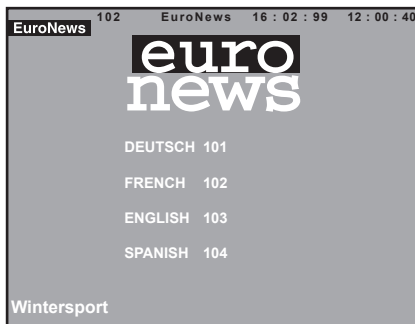 102 EuroNews 16 : 02 : 99 12 : 00 : 40
EuroNews
euro
news
DEUTSCH 101
FRENCH 102
ENGLISH 103
SPANISH 104
Wintersport